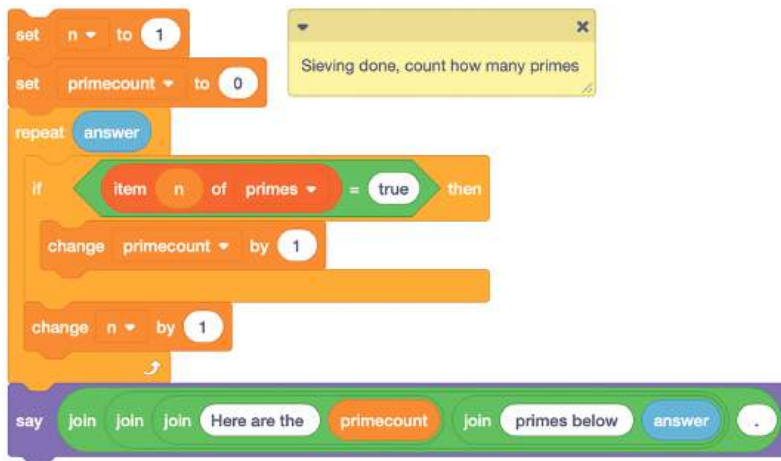 set n to 1
set primecount to 0
Sieving done, count how many primes
repeat answer
if item n of primes = true then
change primecount by 1
change n by 1
say join join join Here are the primecount join primes below answer .